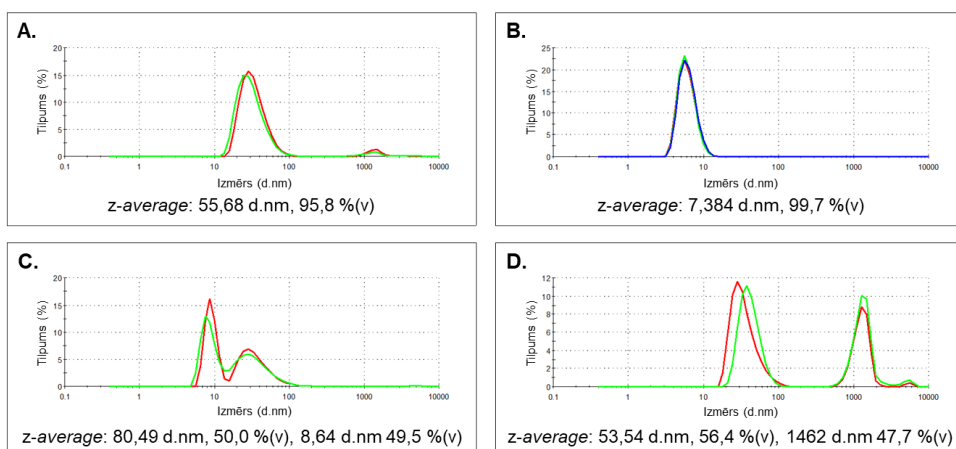 A.
Tilpums (%)
20
15
10
5
0
0.1 1 10 100 1000 10000
Izmērs (d.nm)
z-average: 55,68 d.nm, 95,8 %(v)
B.
Tilpums (%)
25
20
15
10
5
0
0.1 1 10 100 1000 10000
Izmērs (d.nm)
z-average: 7,384 d.nm, 99,7 %(v)
C.
Tilpums (%)
20
15
10
5
0
0.1 1 10 100 1000 10000
Izmērs (d.nm)
z-average: 80,49 d.nm, 50,0 %(v), 8,64 d.nm 49,5 %(v)
D.
Tilpums (%)
12
10
8
6
4
2
0
0.1 1 10 100 1000 10000
Izmērs (d.nm)
z-average: 53,54 d.nm, 56,4 %(v), 1462 d.nm 47,7 %(v)